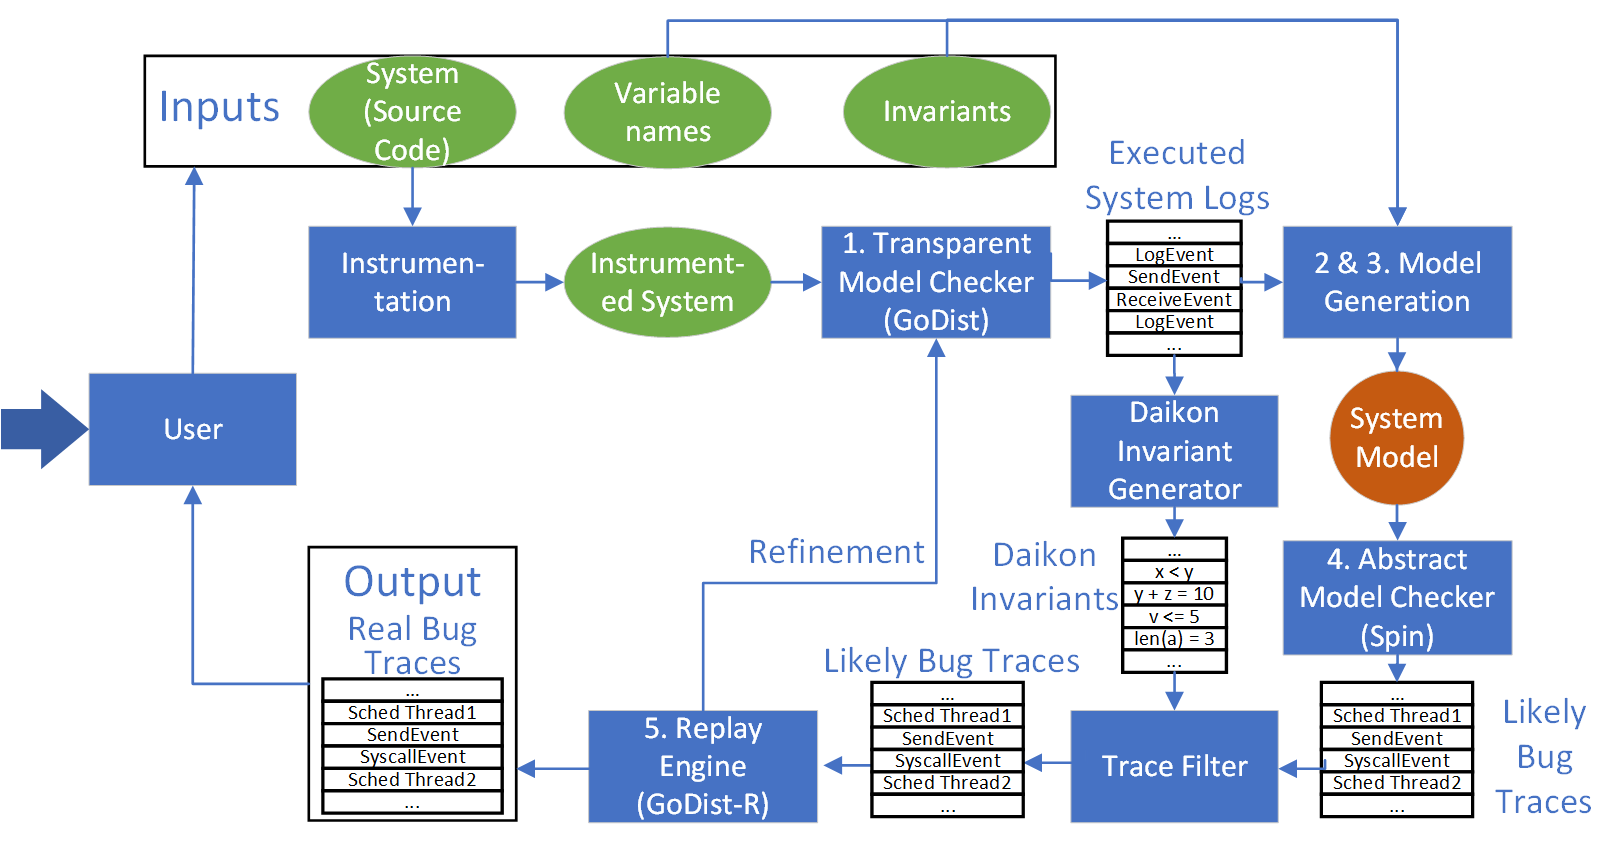 Inputs
System
(Source
Code)
Variable
names
Invariants
Executed
System Logs
Instrumen-
tation
Instrument-
ed System
1. Transparent
Model Checker
(GoDist)
...
LogEvent
SendEvent
ReceiveEvent
LogEvent
...
2 & 3. Model
Generation
User
Daikon
Invariant
Generator
System
Model
Refinement
Daikon
Invariants
...
x < y
y + z = 10
v <= 5
len(a) = 3
...
4. Abstract
Model Checker
(Spin)
Output
Real Bug
Traces
...
Sched Thread1
SendEvent
SyscallEvent
Sched Thread2
...
5. Replay
Engine
(GoDist-R)
Likely Bug Traces
...
Sched Thread1
SendEvent
SyscallEvent
Sched Thread2
...
Trace Filter
...
Sched Thread1
SendEvent
SyscallEvent
Sched Thread2
...
Likely
Bug
Traces